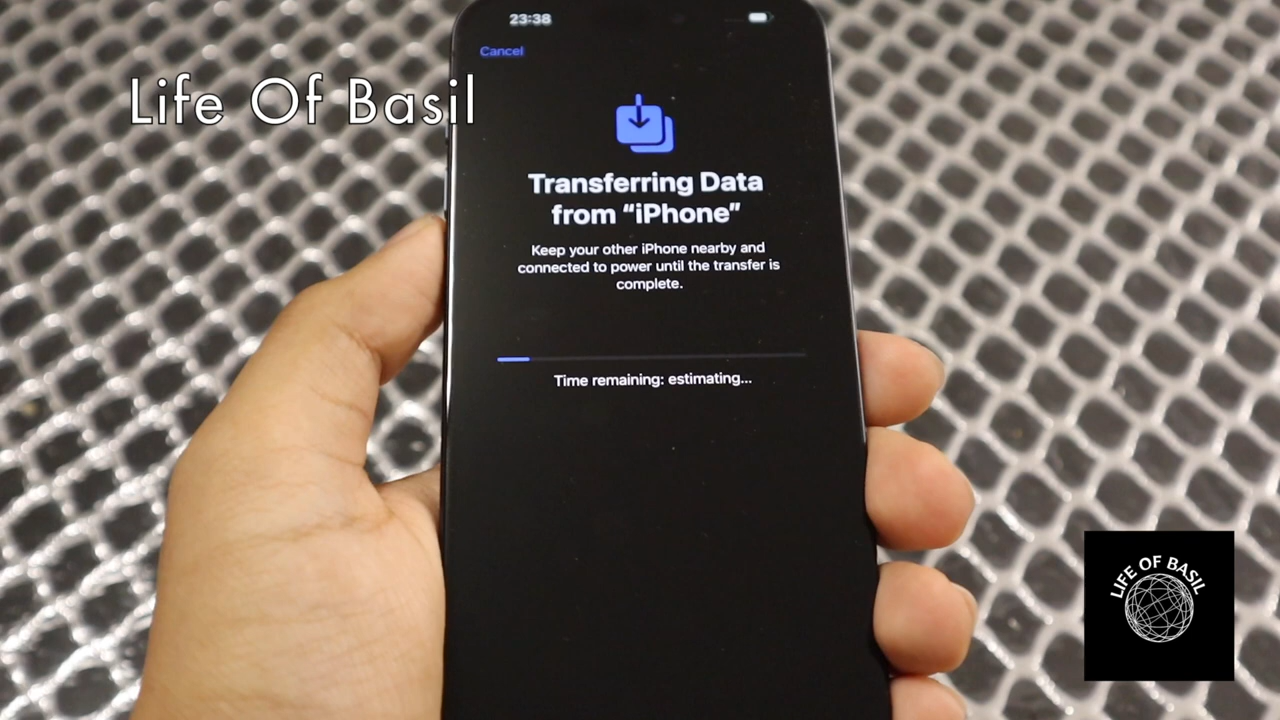 23:38
Cancel
Life Of Basil
Transferring Data
from “iPhone”
Keep your other iPhone nearby and
connected to power until the transfer is
complete.
Time remaining: estimating...
LIFE OF BASIL